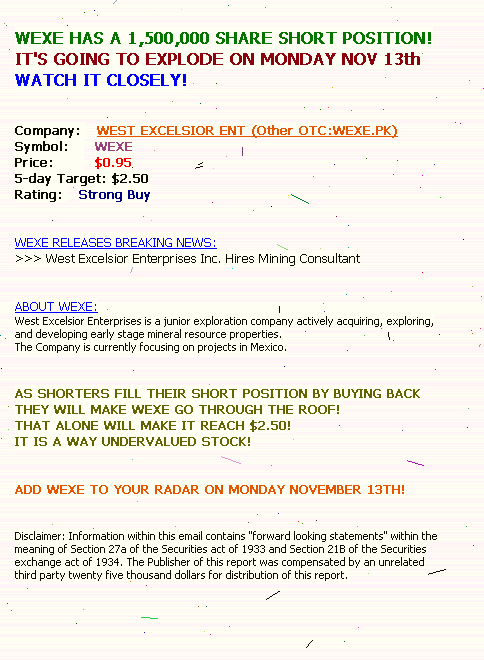 WEXE HAS A 1,500,000 SHARE SHORT POSITION!
IT'S GOING TO EXPLODE ON MONDAY NOV 13th
WATCH IT CLOSELY!
Company: WEST EXCELSIOR ENT (Other OTC:WEXE.PK)
Symbol: WEXE
Price: $0.95
5-day Target: $2.50
Rating: Strong Buy
WEXE RELEASES BREAKING NEWS:
>>> West Excelsior Enterprises Inc. Hires Mining Consultant
ABOUT WEXE:
West Excelsior Enterprises is a junior exploration company actively acquiring, exploring,
and developing early stage mineral resource properties.
The Company is currently focusing on projects in Mexico.
AS SHORTERS FILL THEIR SHORT POSITION BY BUYING BACK
THEY WILL MAKE WEXE GO THROUGH THE ROOF!
THAT ALONE WILL MAKE IT REACH $2.50!
IT IS A WAY UNDERVALUED STOCK!
ADD WEXE TO YOUR RADAR ON MONDAY NOVEMBER 13TH!
Disclaimer: Information within this email contains "forward looking statements" within the
meaning of Section 27a of the Securities act of 1933 and Section 21B of the Securities
exchange act of 1934. The Publisher of this report was compensated by an unrelated
third party twenty five thousand dollars for distribution of this report.